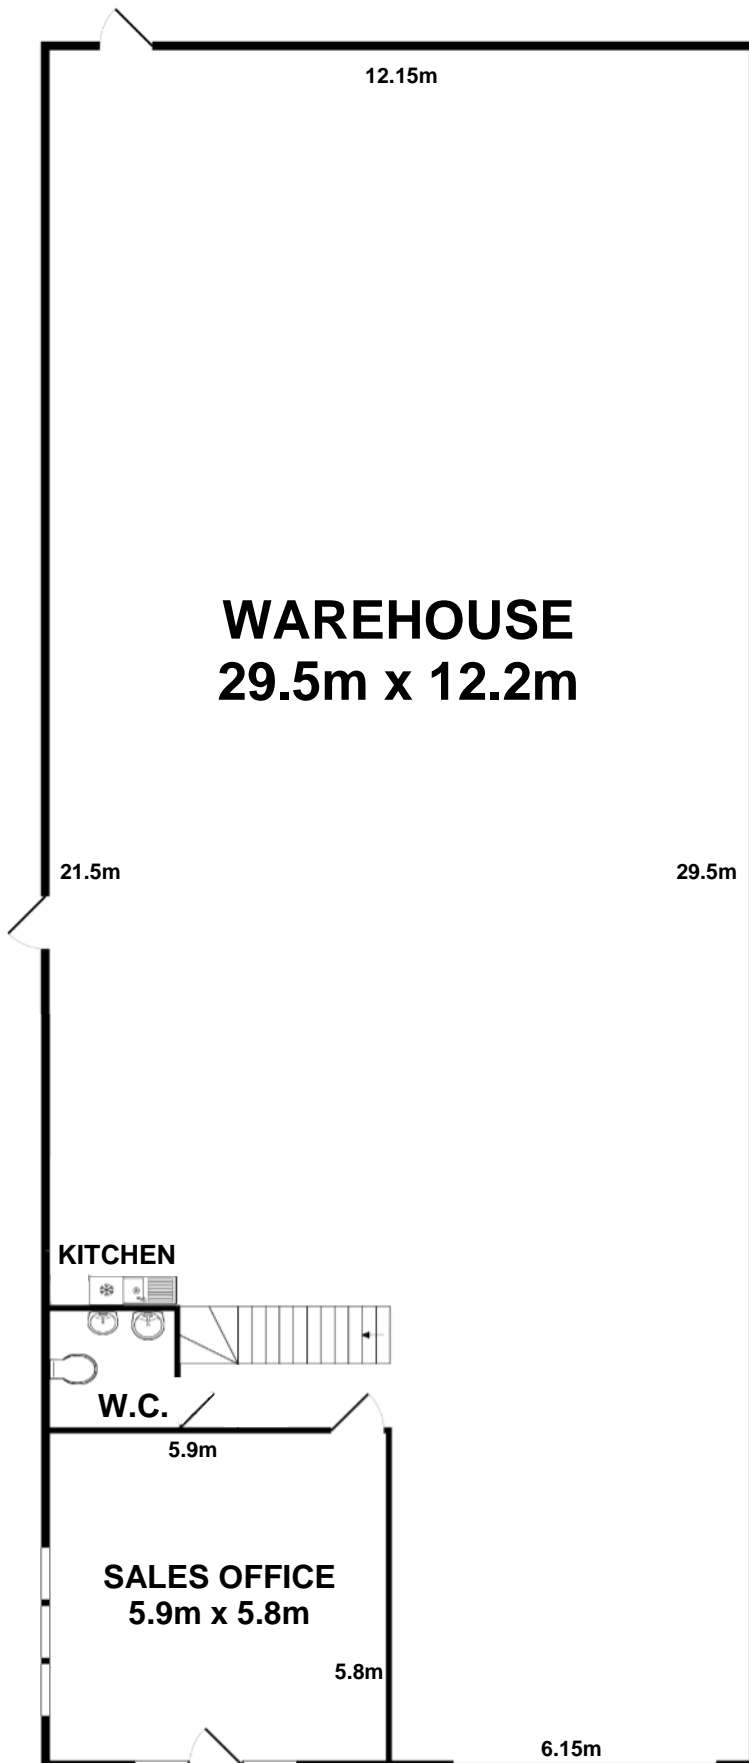 12.15m
WAREHOUSE
29.5m x 12.2m
21.5m
29.5m
KITCHEN
W.C.
5.9m
SALES OFFICE
5.9m x 5.8m
5.8m
6.15m